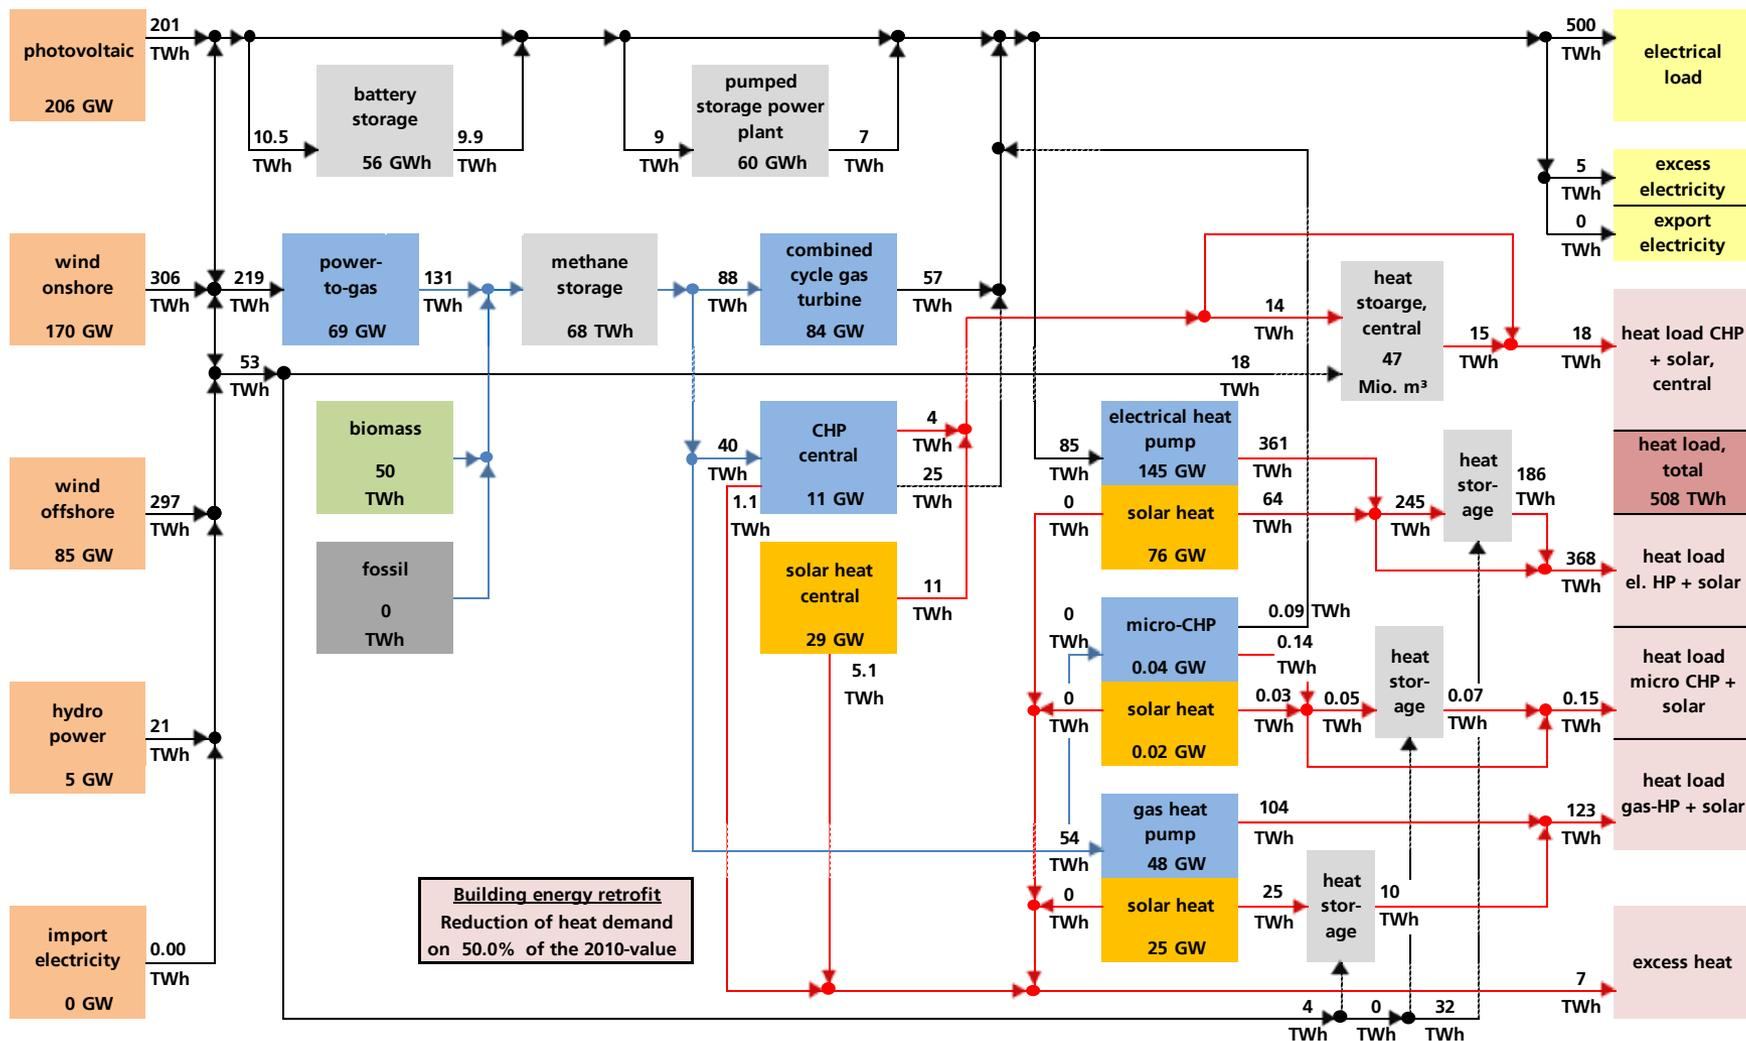 photovoltaic
206 GW
201
TWh
battery
storage
56 GWh
10.5
TWh
9.9
TWh
pumped
storage power
plant
60 GWh
9
TWh
7
TWh
500
TWh
electrical
load
5
TWh
excess
electricity
0
TWh
export
electricity
wind
onshore
170 GW
306
TWh
219
TWh
power-
to-gas
69 GW
131
TWh
methane
storage
68 TWh
88
TWh
combined
cycle gas
turbine
84 GW
57
TWh
14
TWh
heat
stoarge,
central
47
Mio. m³
15
TWh
18
TWh
heat load CHP
+ solar,
central
53
TWh
18
TWh
biomass
50
TWh
40
TWh
CHP
central
11 GW
4
TWh
25
TWh
1.1
TWh
85
TWh
electrical heat
pump
145 GW
361
TWh
0
TWh
solar heat
76 GW
64
TWh
245
TWh
heat
stor-
age
186
TWh
heat load,
total
508 TWh
368
TWh
heat load
el. HP + solar
wind
offshore
85 GW
297
TWh
fossil
0
TWh
solar heat
central
29 GW
11
TWh
5.1
TWh
0
TWh
micro-CHP
0.04 GW
0.09 TWh
0.14
TWh
0
TWh
solar heat
0.02 GW
0.03
TWh
0.05
TWh
heat
stor-
age
0.07
TWh
0.15
TWh
heat load
micro CHP +
solar
hydro
power
5 GW
21
TWh
54
TWh
gas heat
pump
48 GW
104
TWh
123
TWh
heat load
gas-HP + solar
0
TWh
solar heat
25 GW
25
TWh
heat
stor-
age
10
TWh
import
electricity
0 GW
0.00
TWh
Building energy retrofit
Reduction of heat demand
on 50.0% of the 2010-value
7
TWh
excess heat
4
TWh
0
TWh
32
TWh